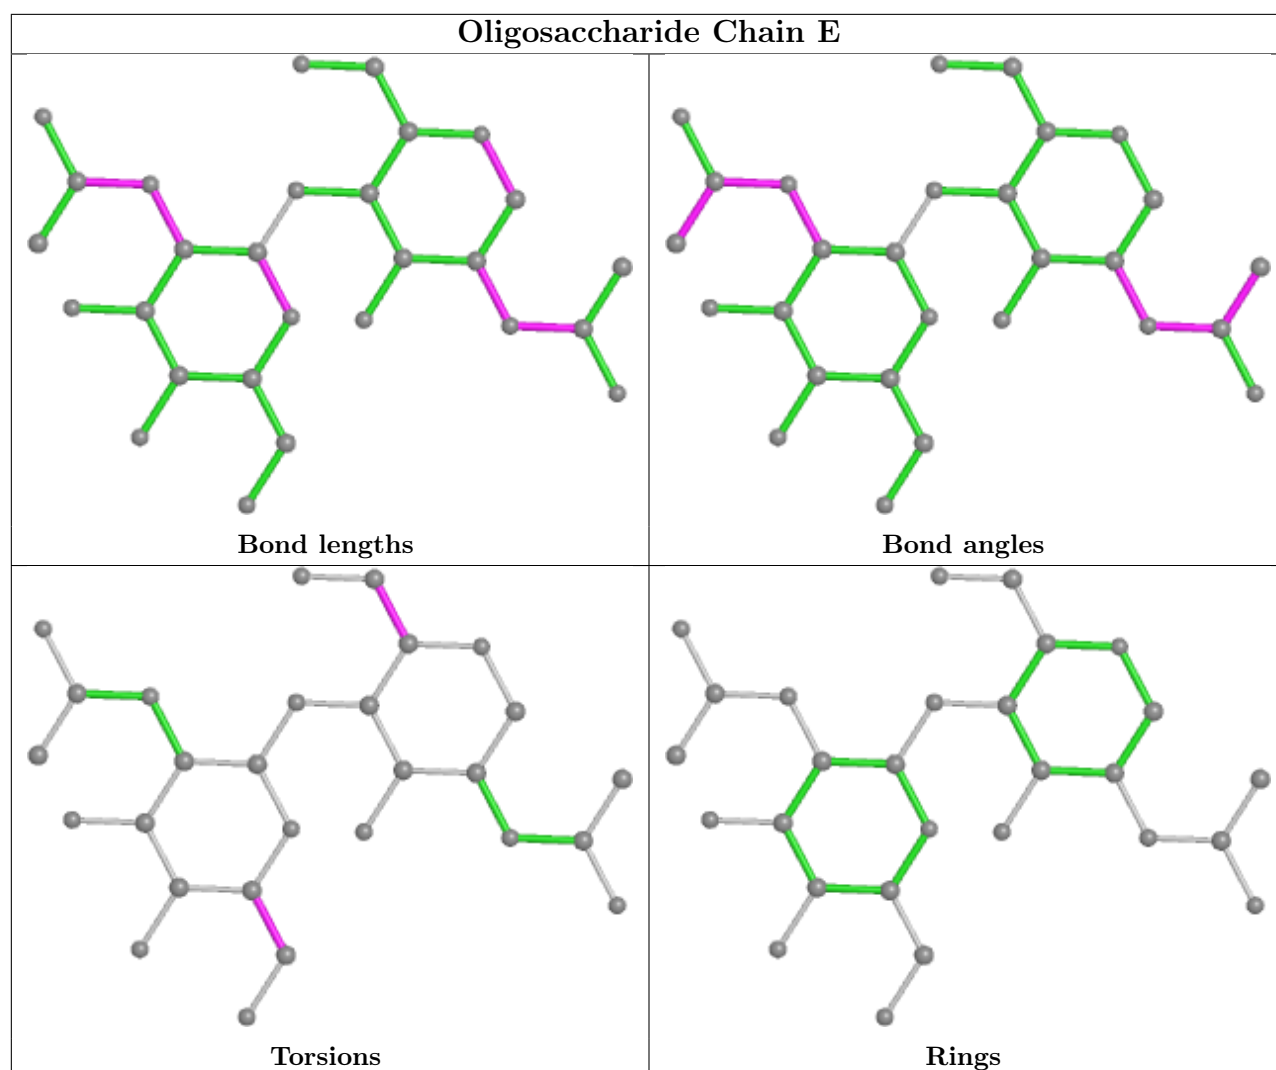 Oligosaccharide Chain E
Bond lengths
Bond angles
Torsions
Rings